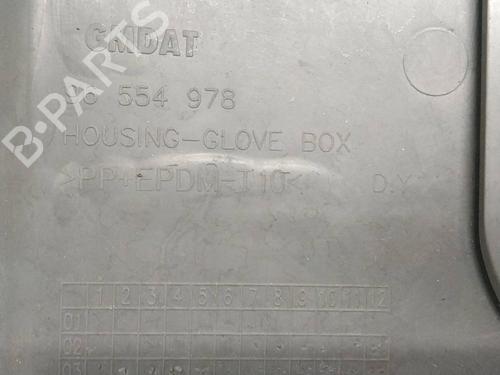 GMDAT
96 554 978
HOUSING-GLOVE BOX
>PP+EPDM-T10<
D.Y
1 2 3 4 5 6 7 8 9 10 11 12
01
02
03
B-PARTS